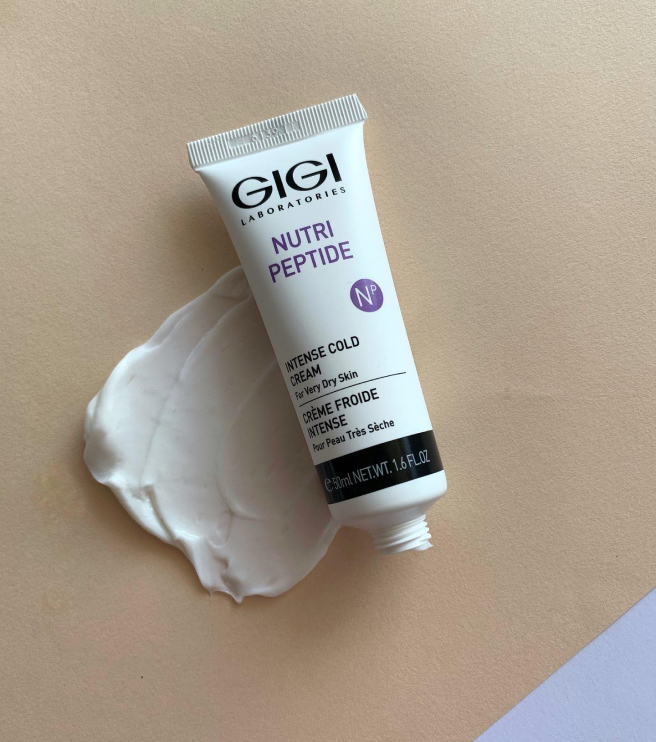 GIGI
LABORATORIES
NUTRI
PEPTIDE
NP
INTENSE COLD
CREAM
For Very Dry Skin
CRÈME FROIDE
INTENSE
Pour Peau Très Sèche
℮ 50ml NET.WT. 1.6 FL.OZ